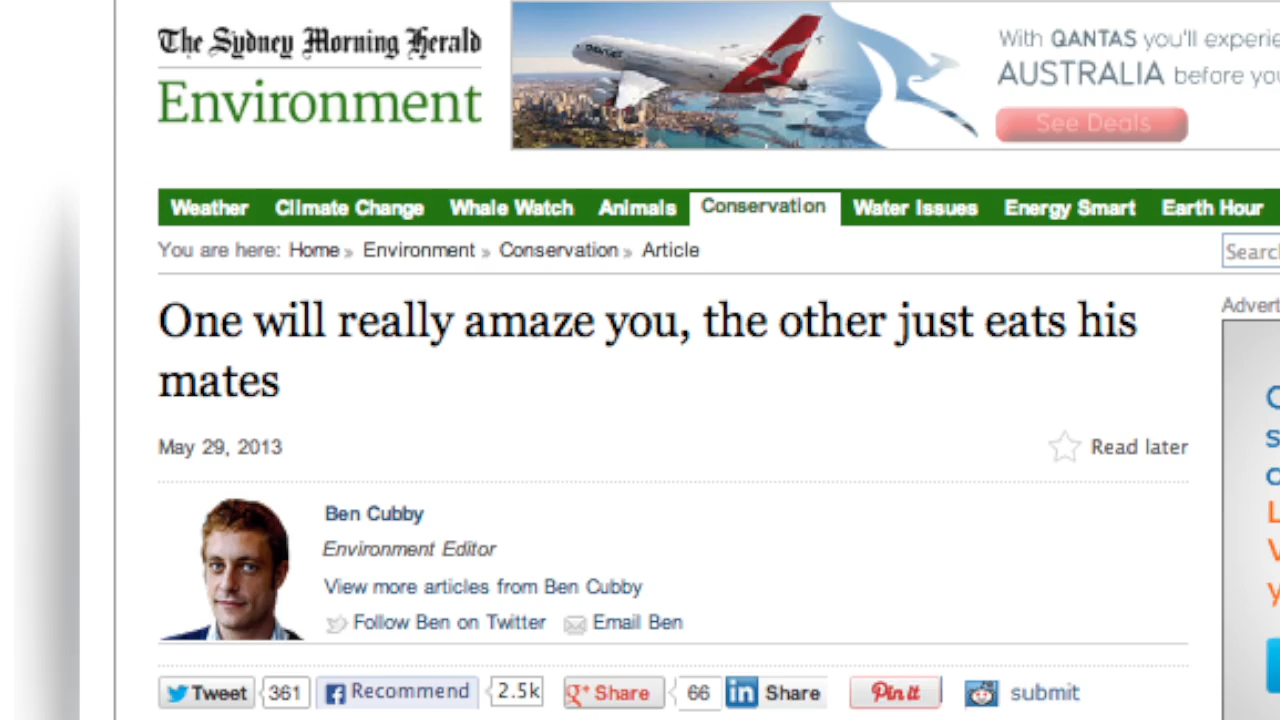 The Sydney Morning Herald
Environment
QANTAS
With QANTAS you'll
AUSTRALIA before
See Deals
Weather Climate Change Whale Watch Animals Conservation Water Issues Energy Smart Earth Hour
You are here: Home » Environment » Conservation » Article
One will really amaze you, the other just eats his
mates
May 29, 2013
Read later
Ben Cubby
Environment Editor
View more articles from Ben Cubby
Follow Ben on Twitter Email Ben
Tweet 361 Recommend 2.5k g+ Share 66 in Share Pin it submit